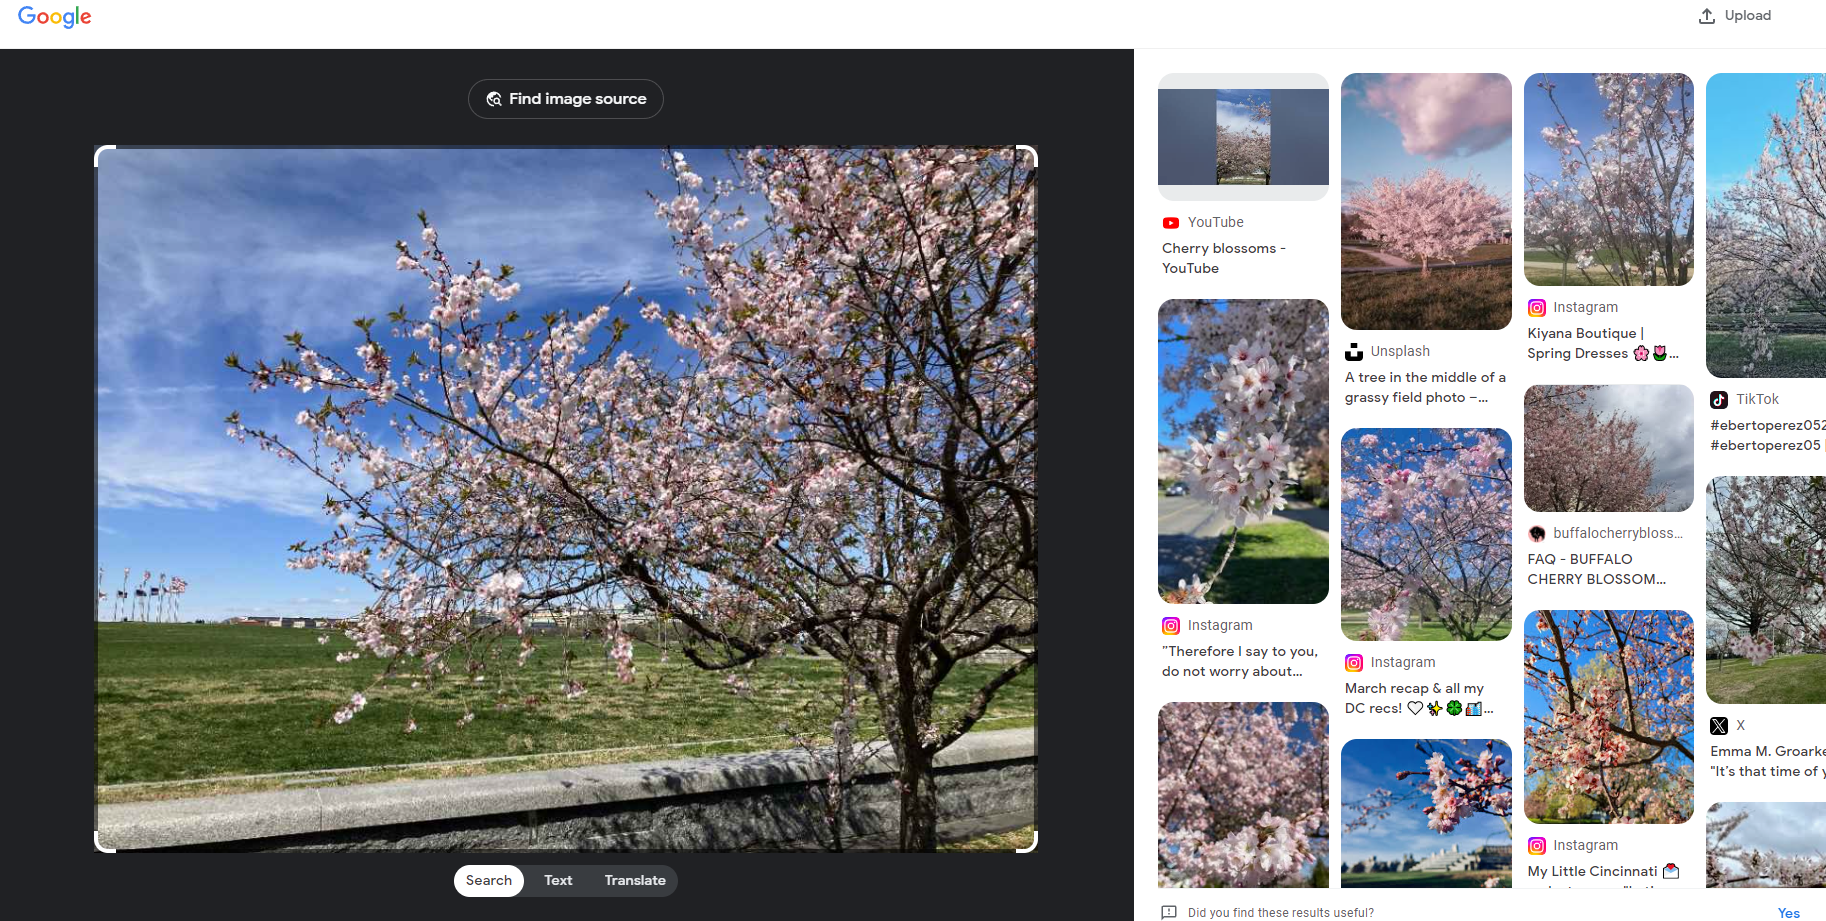 Google
Upload
Find image source
Search
Text
Translate
YouTube
Cherry blossoms -
YouTube
Instagram
"Therefore I say to you,
do not worry about...
Unsplash
A tree in the middle of a
grassy field photo –...
Instagram
March recap & all my
DC recs! 🤍✨🍀🛍️...
Instagram
Kiyana Boutique |
Spring Dresses 🌸🌷...
buffalocherrybloss...
FAQ - BUFFALO
CHERRY BLOSSOM...
Instagram
My Little Cincinnati 💌
TikTok
#ebertoperez052
#ebertoperez05 |
X
Emma M. Groarke
"It's that time of y
Did you find these results useful?
Yes